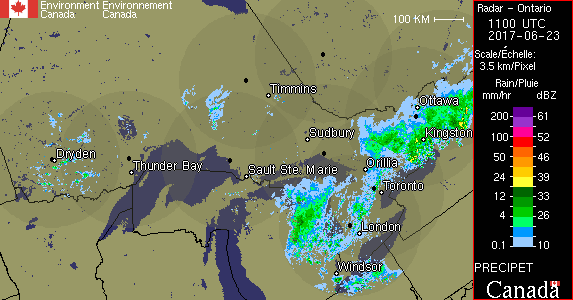 Environment Environnement
Canada Canada
100 KM
Timmins
Ottawa
Sudbury
Kingston
Dryden
Thunder Bay
Sault Ste. Marie
Orillia
Toronto
London
Windsor
Radar - Ontario
1100 UTC
2017-06-23
Scale/Échelle:
3.5 km/Pixel
Rain/Pluie
mm/hr dBZ
200 61
100 52
50 46
24 39
12 33
4 26
0.1 10
PRECIPET
Canada